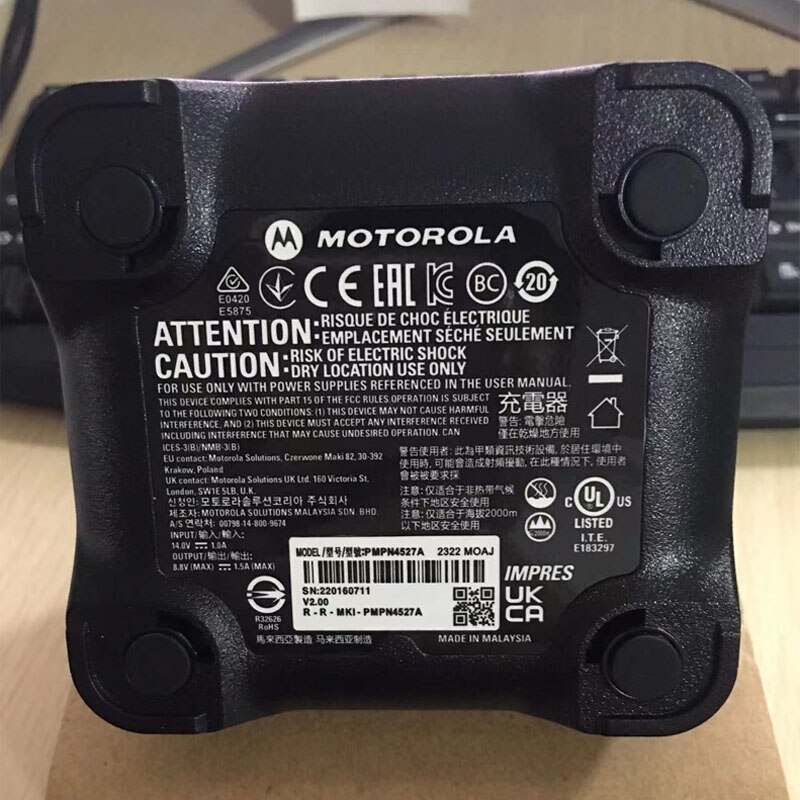 MOTOROLA
E0420
E5875
CE EAC BC 20
ATTENTION: RISQUE DE CHOC ÉLECTRIQUE
EMPLACEMENT SÉCHÉ SEULEMENT
CAUTION: RISK OF ELECTRIC SHOCK
DRY LOCATION USE ONLY
FOR USE ONLY WITH POWER SUPPLIES REFERENCED IN THE USER MANUAL.
THIS DEVICE COMPLIES WITH PART 15 OF THE FCC RULES.OPERATION IS SUBJECT
TO THE FOLLOWING TWO CONDITIONS: (1) THIS DEVICE MAY NOT CAUSE HARMFUL
INTERFERENCE, AND (2) THIS DEVICE MUST ACCEPT ANY INTERFERENCE RECEIVED
INCLUDING INTERFERENCE THAT MAY CAUSE UNDESIRED OPERATION. CAN
ICES-3(B)/NMB-3(B)
EU contact: Motorola Solutions, Czerwone Maki 82, 30-392
Krakow, Poland
UK contact: Motorola Solutions UK Ltd. 160 Victoria St,
London, SW1E 5LB, U.K.
신청인: 모토로라솔루션코리아 주식회사
제조자: MOTOROLA SOLUTIONS MALAYSIA SDN. BHD.
A/S 연락처: 00798-14-800-9674
INPUT/输入/輸入:
14.0V 1.0A
OUTPUT/输出/輸出:
8.8V (MAX) 1.5A (MAX)
充電器
警告: 電擊危險
僅在乾燥地方使用
警告使用者: 此為甲類資訊技術設備, 於居住環境中
使用時, 可能會造成射頻擾動, 在此種情況下, 使用者
會被要求採
注意: 仅适合于非热带气候
条件下地区安全使用
注意: 仅适合于海拔2000m
以下地区安全使用
≤2000m
C UL US
LISTED
I.T.E.
E183297
MODEL/型号/型號:PMPN4527A 2322 MOAJ
SN:220160711
V2.00
R - R - MKI - PMPN4527A
IMPRES
UK
CA
R32626
RoHS
馬來西亞製造 马来西亚制造
MADE IN MALAYSIA